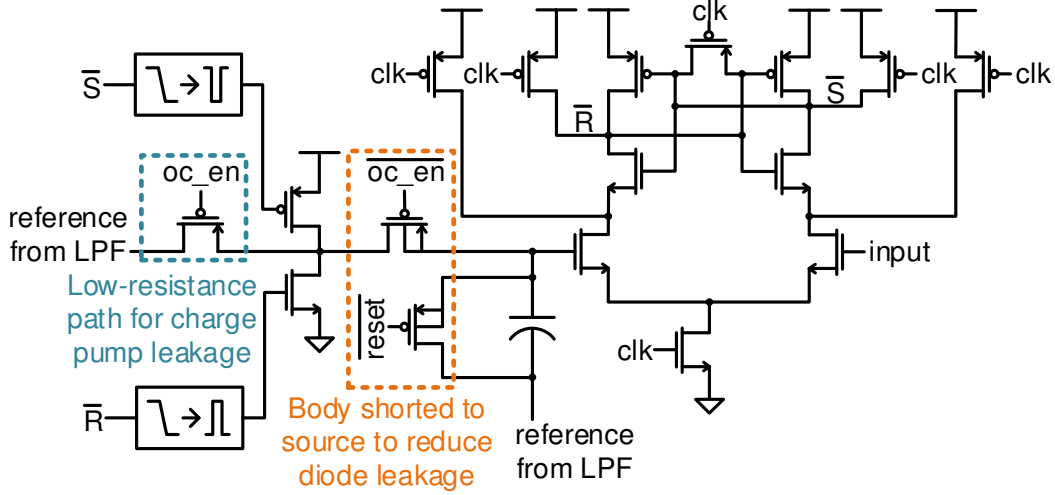 clk
S̅
clk
clk
S̅
clk
clk
R̅
oc_en
o̅c̅_̅e̅n̅
reference
from LPF
input
Low-resistance
path for charge
pump leakage
r̅e̅s̅e̅t̅
clk
R̅
Body shorted to
source to reduce
diode leakage
reference
from LPF